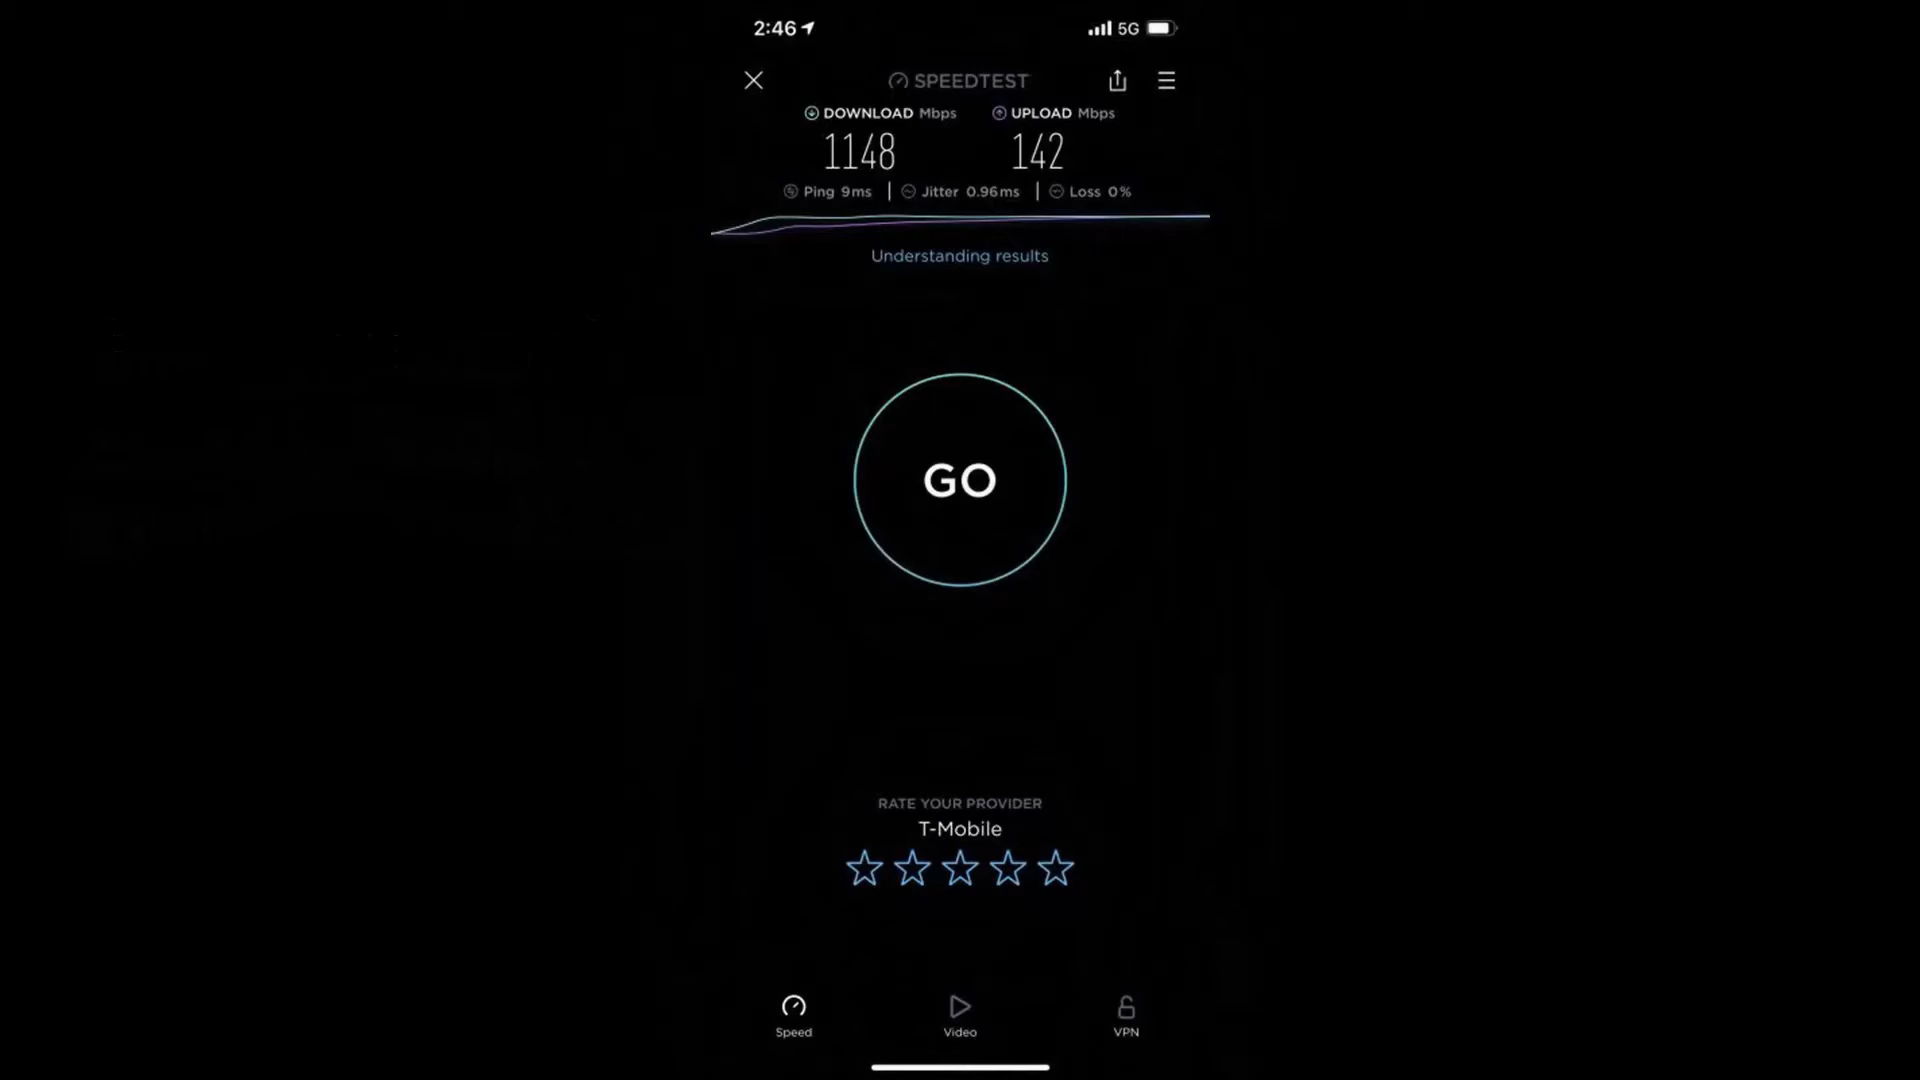 2:46 5G
SPEEDTEST
DOWNLOAD Mbps UPLOAD Mbps
1148 142
Ping 9ms | Jitter 0.96ms | Loss 0%
Understanding results
GO
RATE YOUR PROVIDER
T-Mobile
Speed Video VPN